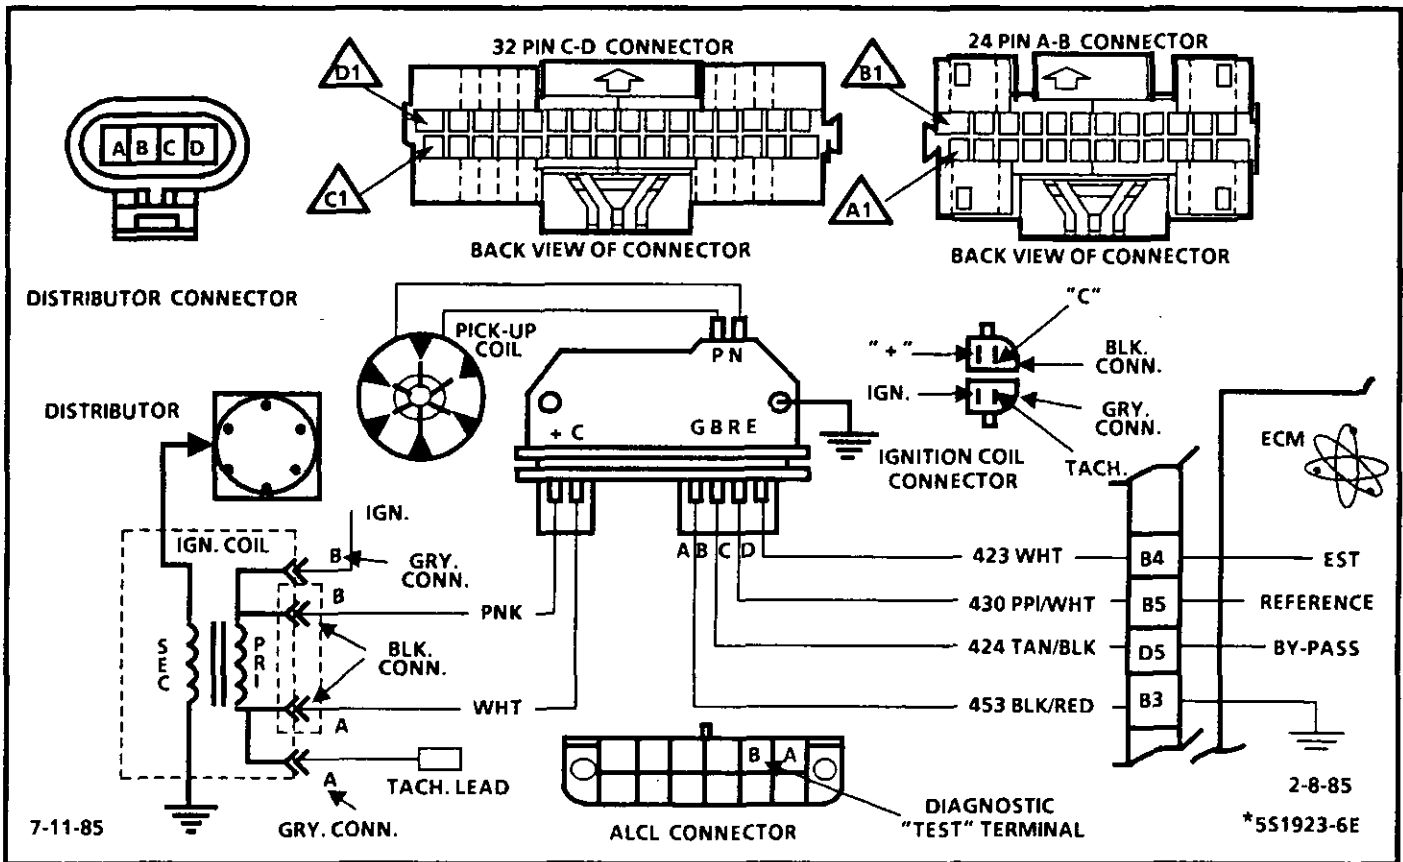 32 PIN C-D CONNECTOR
24 PIN A-B CONNECTOR
D1
B1
A B C D
C1
A1
BACK VIEW OF CONNECTOR
BACK VIEW OF CONNECTOR
DISTRIBUTOR CONNECTOR
"C"
PICK-UP
COIL
P N
" + "
BLK.
CONN.
IGN.
GRY.
CONN.
DISTRIBUTOR
+ C
G B R E
IGNITION COIL
CONNECTOR
TACH.
ECM
IGN.
IGN. COIL
B
GRY.
CONN.
A B C D
423 WHT
B4
EST
B
PNK
430 PPI/WHT
B5
REFERENCE
SEC
PRI
BLK.
CONN.
424 TAN/BLK
D5
BY-PASS
WHT
453 BLK/RED
B3
A
B A
A
TACH. LEAD
2-8-85
DIAGNOSTIC
"TEST" TERMINAL
7-11-85
GRY. CONN.
ALCL CONNECTOR
*5S1923-6E